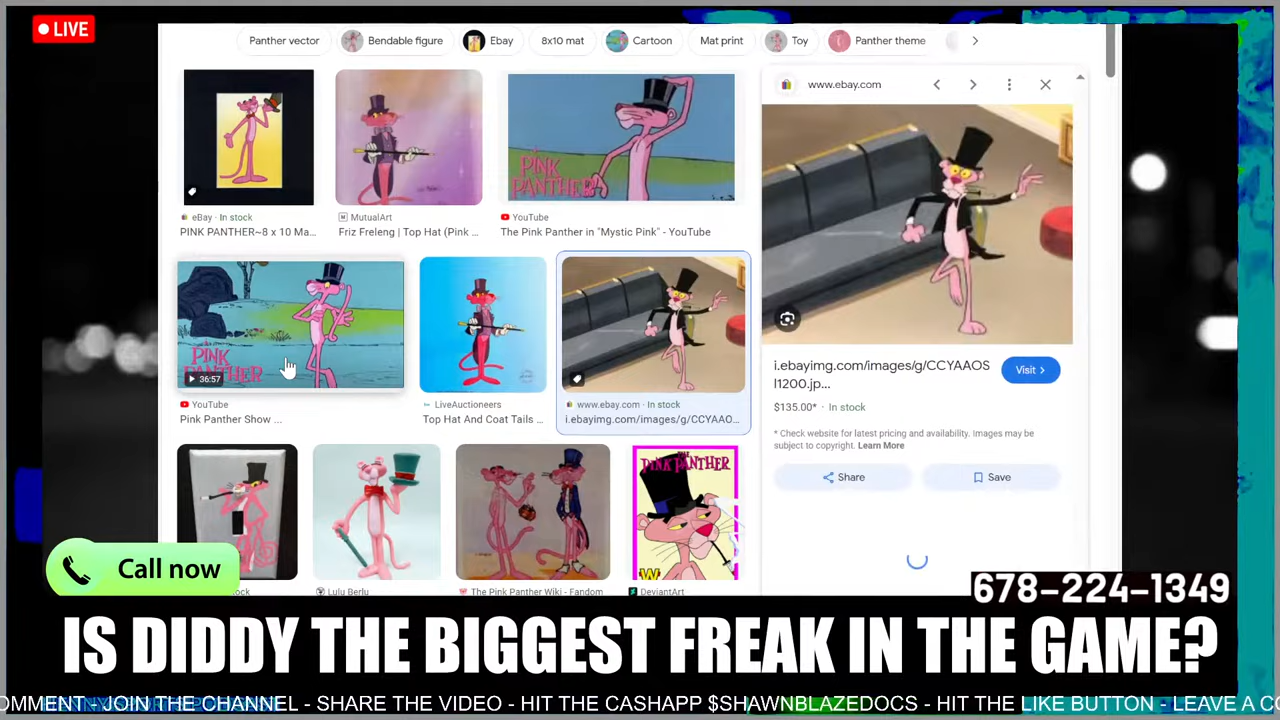 LIVE
Panther vector
Bendable figure
Ebay
8x10 mat
Cartoon
Mat print
Toy
Panther theme
www.ebay.com
PINK
PANTHER
eBay · In stock
PINK PANTHER~8 x 10 Ma...
MutualArt
Friz Freleng | Top Hat (Pink ...
YouTube
The Pink Panther in "Mystic Pink" - YouTube
PINK
PANTHER
36:57
i.ebayimg.com/images/g/CCYAAOS
l1200.jp...
Visit
$135.00* · In stock
YouTube
Pink Panther Show ...
LiveAuctioneers
Top Hat And Coat Tails ...
www.ebay.com · In stock
i.ebayimg.com/images/g/CCYAAO...
* Check website for latest pricing and availability. Images may be
subject to copyright. Learn More
Share
Save
PINK PANTHER
Call now
Lulu Berlu
The Pink Panther Wiki - Fandom
DeviantArt
678-224-1349
IS DIDDY THE BIGGEST FREAK IN THE GAME?
OMMENT - JOIN THE CHANNEL - SHARE THE VIDEO - HIT THE CASHAPP $SHAWNBLAZEDOCS - HIT THE LIKE BUTTON - LEAVE A CO